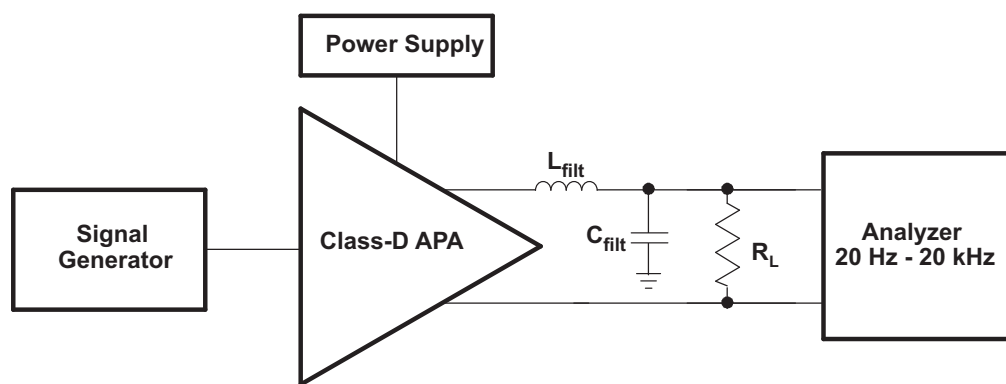 Power Supply
Signal
Generator
Class-D APA
Lfilt
Cfilt
RL
Analyzer
20 Hz - 20 kHz